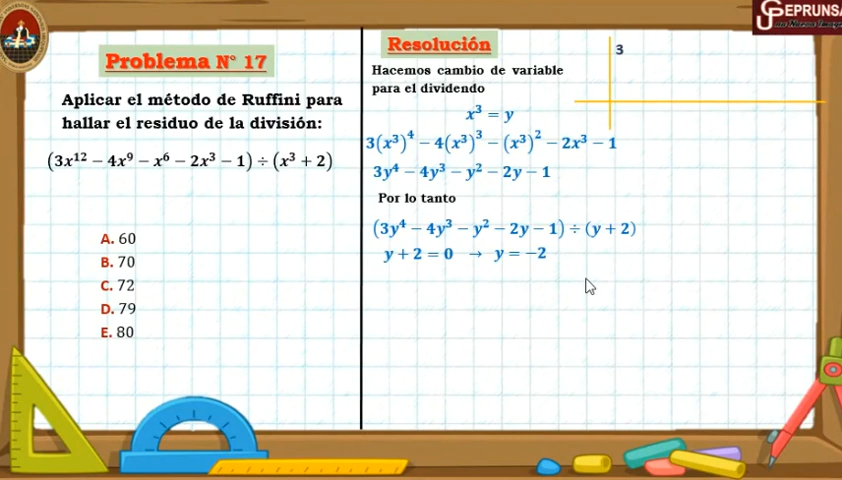 Problema N° 17
Aplicar el método de Ruffini para
hallar el residuo de la división:
(3x¹² − 4x⁹ − x⁶ − 2x³ − 1) ÷ (x³ + 2)
A. 60
B. 70
C. 72
D. 79
E. 80
Resolución
Hacemos cambio de variable
para el dividendo
x³ = y
3(x³)⁴ − 4(x³)³ − (x³)² − 2x³ − 1
3y⁴ − 4y³ − y² − 2y − 1
Por lo tanto
(3y⁴ − 4y³ − y² − 2y − 1) ÷ (y + 2)
y + 2 = 0 → y = −2
3